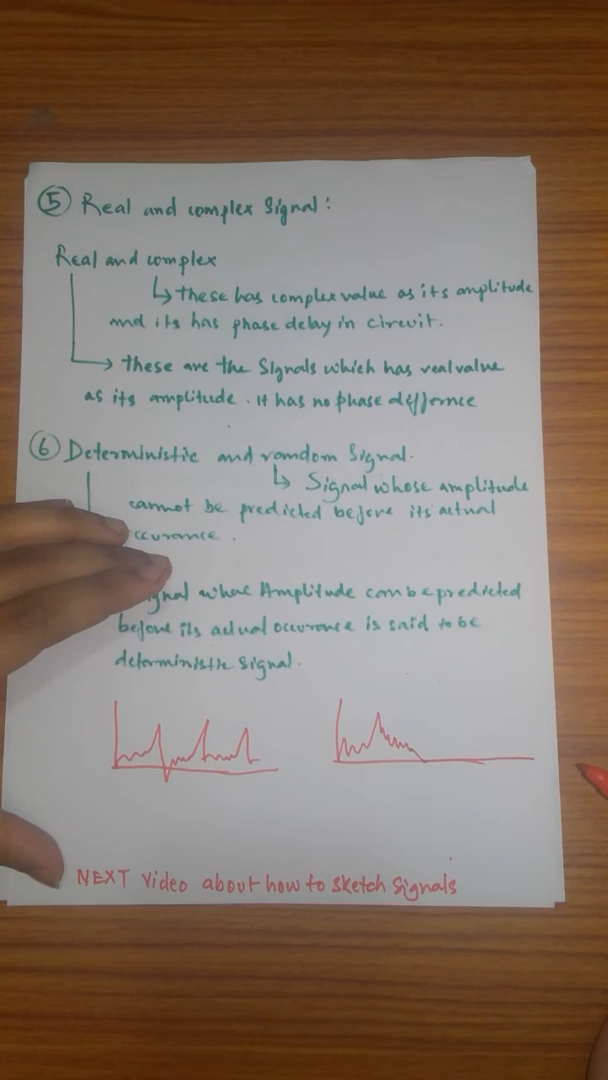 ⑤ Real and complex Signal:
Real and complex
↳ These has complex value as its amplitude
and its has phase delay in circuit.
→ These are the Signals which has real value
as its amplitude. It has no phase differnce
⑥ Deterministic and ramdom Signal.
↳ Signal whose amplitude
cannot be predicted before its actual
ccurance.
gnal whose Amplitude can be predicted
before its actual occurance is said to be
deterministic Signal.
NEXT Video about how to sketch signals